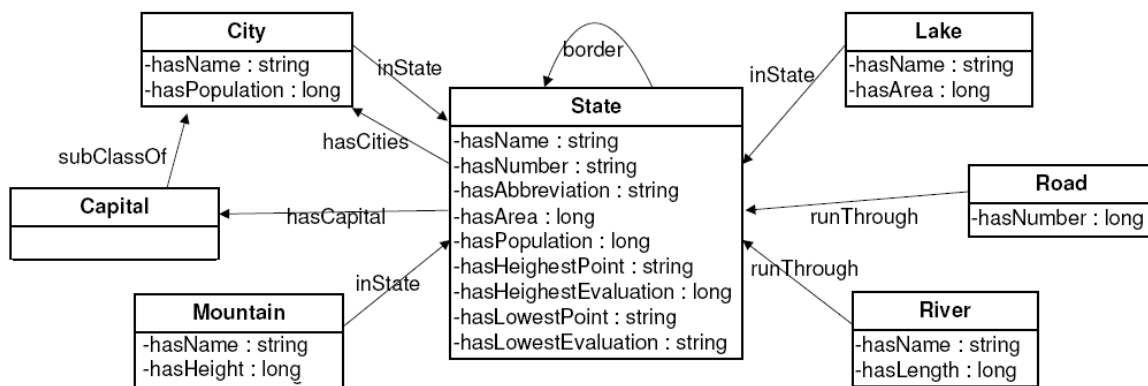 City
-hasName : string
-hasPopulation : long
inState
border
Lake
-hasName : string
-hasArea : long
inState
State
-hasName : string
-hasNumber : string
-hasAbbreviation : string
-hasArea : long
-hasPopulation : long
-hasHeighestPoint : string
-hasHeighestEvaluation : long
-hasLowestPoint : string
-hasLowestEvaluation : string
hasCities
subClassOf
Capital
hasCapital
Road
-hasNumber : long
runThrough
inState
Mountain
-hasName : string
-hasHeight : long
runThrough
River
-hasName : string
-hasLength : long